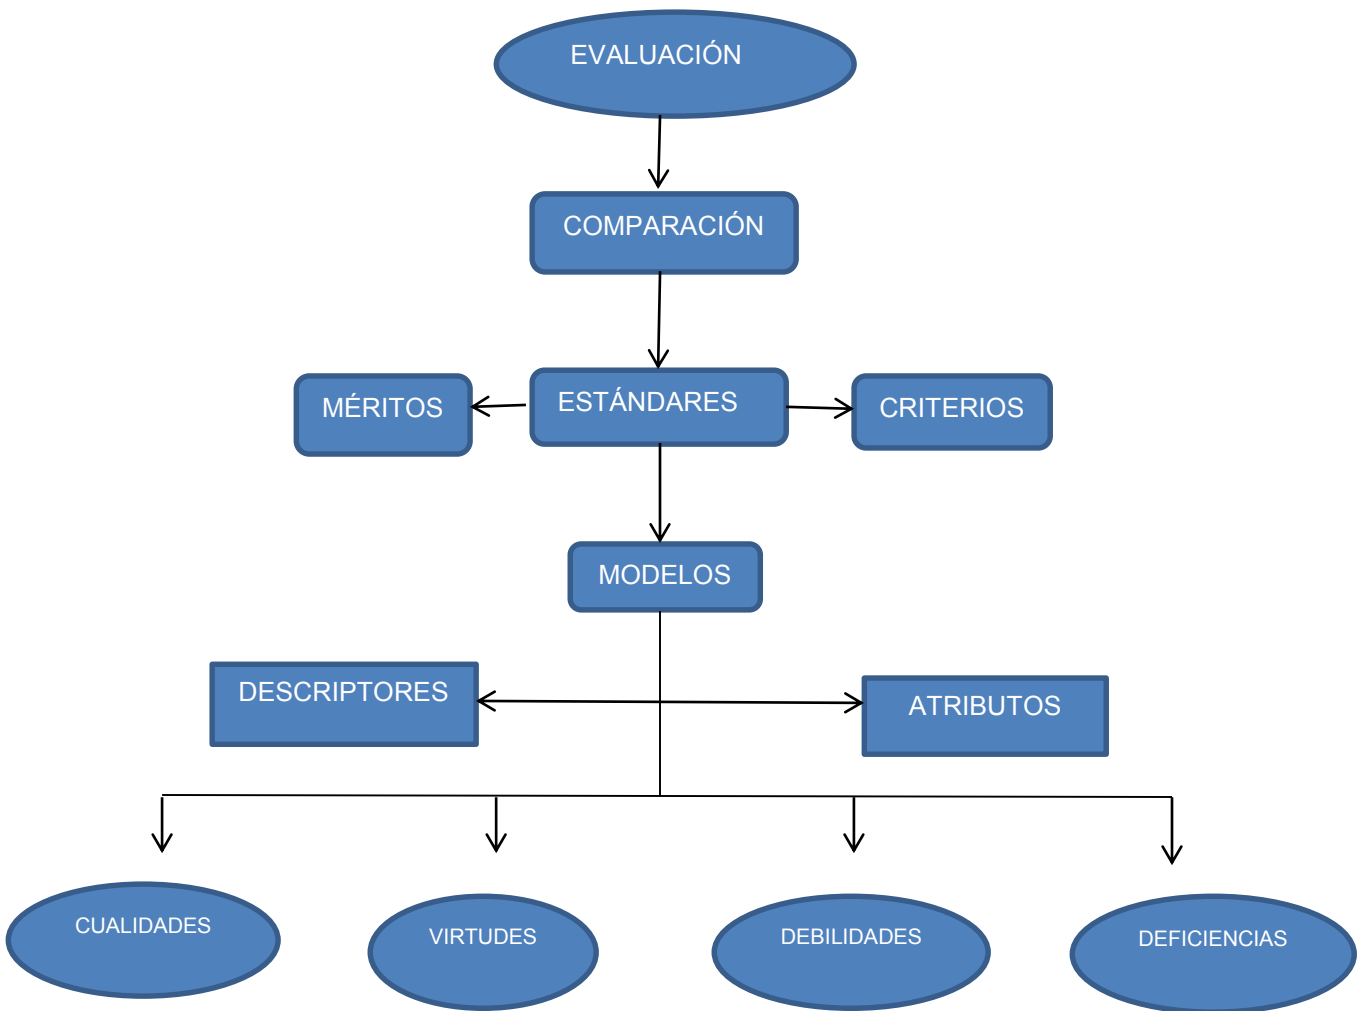 EVALUACIÓN
COMPARACIÓN
MÉRITOS
ESTÁNDARES
CRITERIOS
MODELOS
DESCRIPTORES
ATRIBUTOS
CUALIDADES
VIRTUDES
DEBILIDADES
DEFICIENCIAS